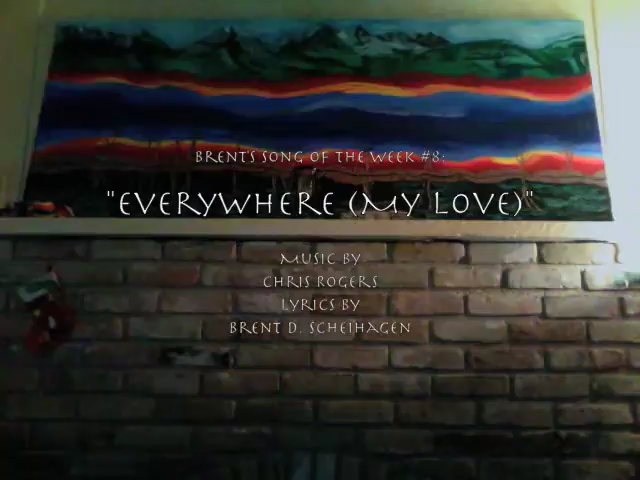 BRENT'S SONG OF THE WEEK #8:
"EVERYWHERE (MY LOVE)"
MUSIC BY
CHRIS ROGERS
LYRICS BY
BRENT D. SCHEIHAGEN